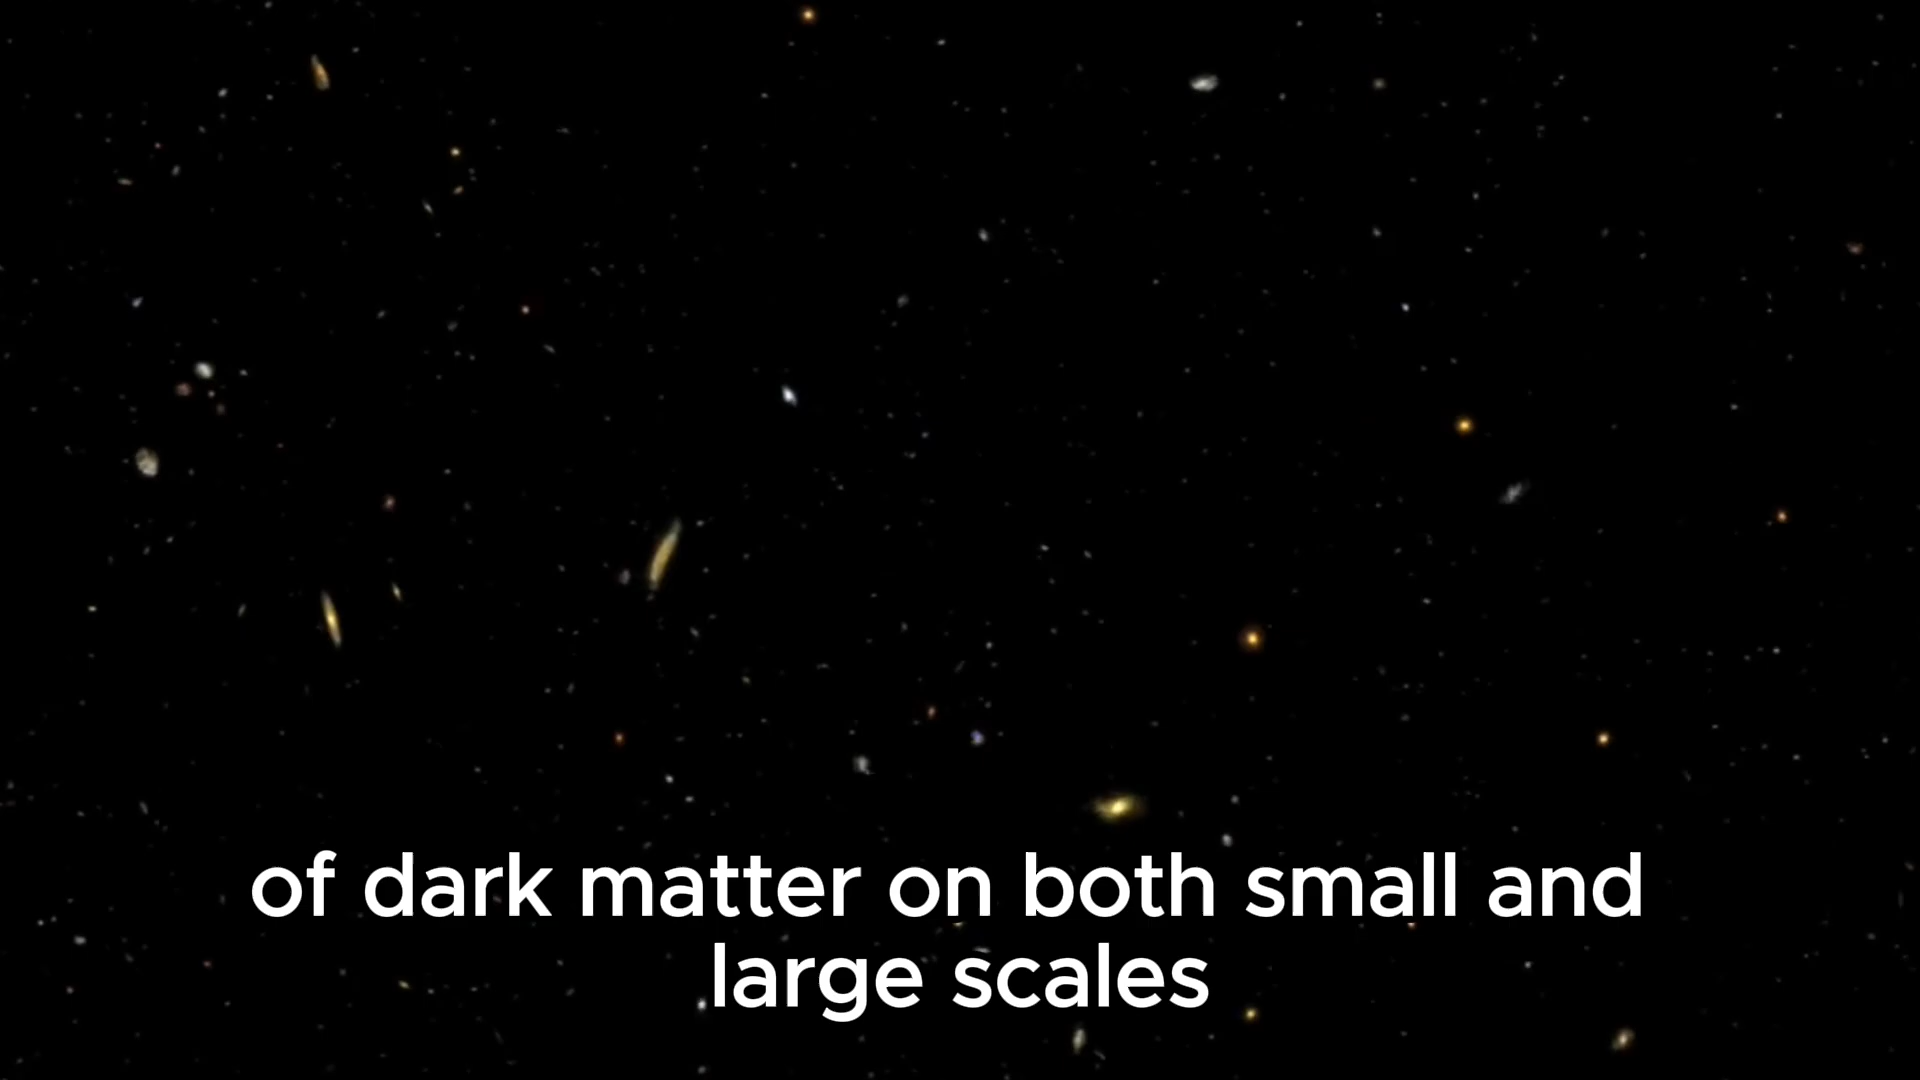 of dark matter on both small and
large scales